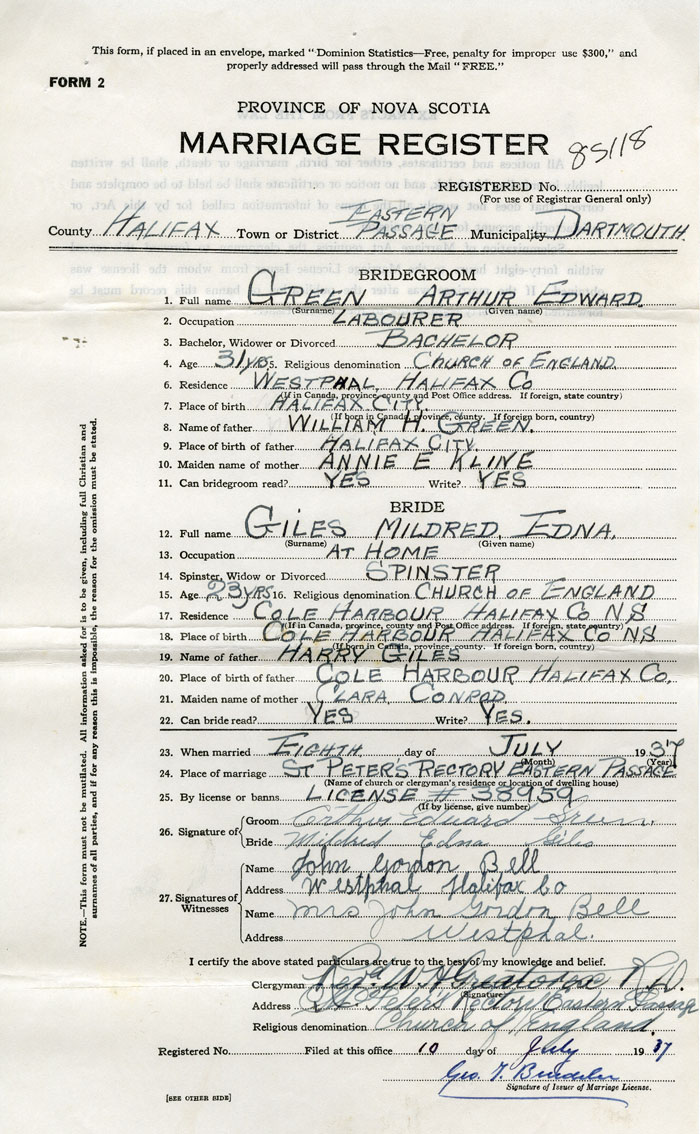 This form, if placed in an envelope, marked "Dominion Statistics—Free, penalty for improper use $300," and
properly addressed will pass through the Mail "FREE."
FORM 2
PROVINCE OF NOVA SCOTIA
MARRIAGE REGISTER
85118
REGISTERED No.
(For use of Registrar General only)
County HALIFAX Town or District EASTERN PASSAGE Municipality DARTMOUTH.
BRIDEGROOM
1. Full name GREEN ARTHUR EDWARD.
(Surname) (Given name)
2. Occupation LABOURER
3. Bachelor, Widower or Divorced BACHELOR
4. Age 31 yrs 5. Religious denomination CHURCH OF ENGLAND
6. Residence WESTPHAL, HALIFAX CO
(If in Canada, province, county and Post Office address. If foreign, state country)
7. Place of birth HALIFAX CITY.
(If born in Canada, province, county. If foreign born, country)
8. Name of father WILLIAM H. GREEN.
9. Place of birth of father HALIFAX CITY
10. Maiden name of mother ANNIE E KLINE
11. Can bridegroom read? YES Write? YES
BRIDE
12. Full name GILES MILDRED, EDNA.
(Surname) (Given name)
13. Occupation AT HOME
14. Spinster, Widow or Divorced SPINSTER
15. Age 23 YRS 16. Religious denomination CHURCH OF ENGLAND
17. Residence COLE HARBOUR HALIFAX CO NS
(If in Canada, province, county and Post Office address. If foreign, state country)
18. Place of birth COLE HARBOUR HALIFAX CO NS
(If born in Canada, province, county. If foreign born, country)
19. Name of father HARRY GILES
20. Place of birth of father COLE HARBOUR HALIFAX CO.
21. Maiden name of mother CLARA CONROD
22. Can bride read? YES Write? YES.
23. When married EIGHTH day of JULY 1937
(Month) (Year)
24. Place of marriage ST PETER'S RECTORY EASTERN PASSAGE
(Name of church or clergyman's residence or location of dwelling house)
25. By license or banns LICENSE # 38959
(If by license, give number)
26. Signature of
Groom Arthur Edward Green.
Bride Mildred Edna Giles
27. Signatures of Witnesses
Name John Gordon Bell
Address Westphal Halifax Co
Name Mrs John Gordon Bell
Address Westphal.
I certify the above stated particulars are true to the best of my knowledge and belief.
Clergyman Rev'd W. H. Greatorex R.D.
(Signature)
Address St. Peters Rectory Eastern Passage
Religious denomination Church of England.
Registered No. Filed at this office 10 day of July 1937
Geo. T.
Signature of Issuer of Marriage License.
[SEE OTHER SIDE]
NOTE.—This form must not be mutilated. All information asked for is to be given, including full Christian and
surnames of all parties, and if for any reason this is impossible, the reason for the omission must be stated.